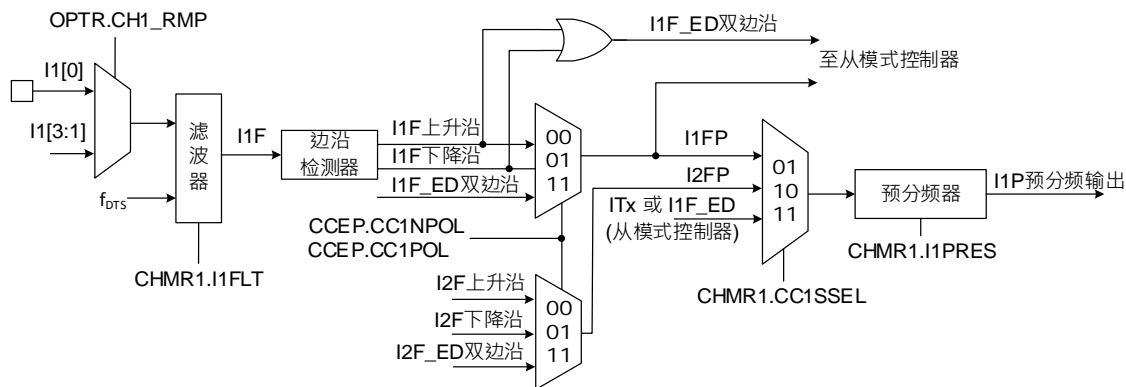 OPTR.CH1_RMP
I1[0]
I1[3:1]
fDTS
滤波器
CHMR1.I1FLT
I1F
边沿
检测器
I1F上升沿
I1F下降沿
I1F_ED双边沿
00
01
11
CCEP.CC1NPOL
CCEP.CC1POL
I2F上升沿
I2F下降沿
I2F_ED双边沿
00
01
11
I1F_ED双边沿
至从模式控制器
I1FP
I2FP
ITx 或 I1F_ED
(从模式控制器)
01
10
11
CHMR1.CC1SSEL
预分频器
CHMR1.I1PRES
I1P预分频输出